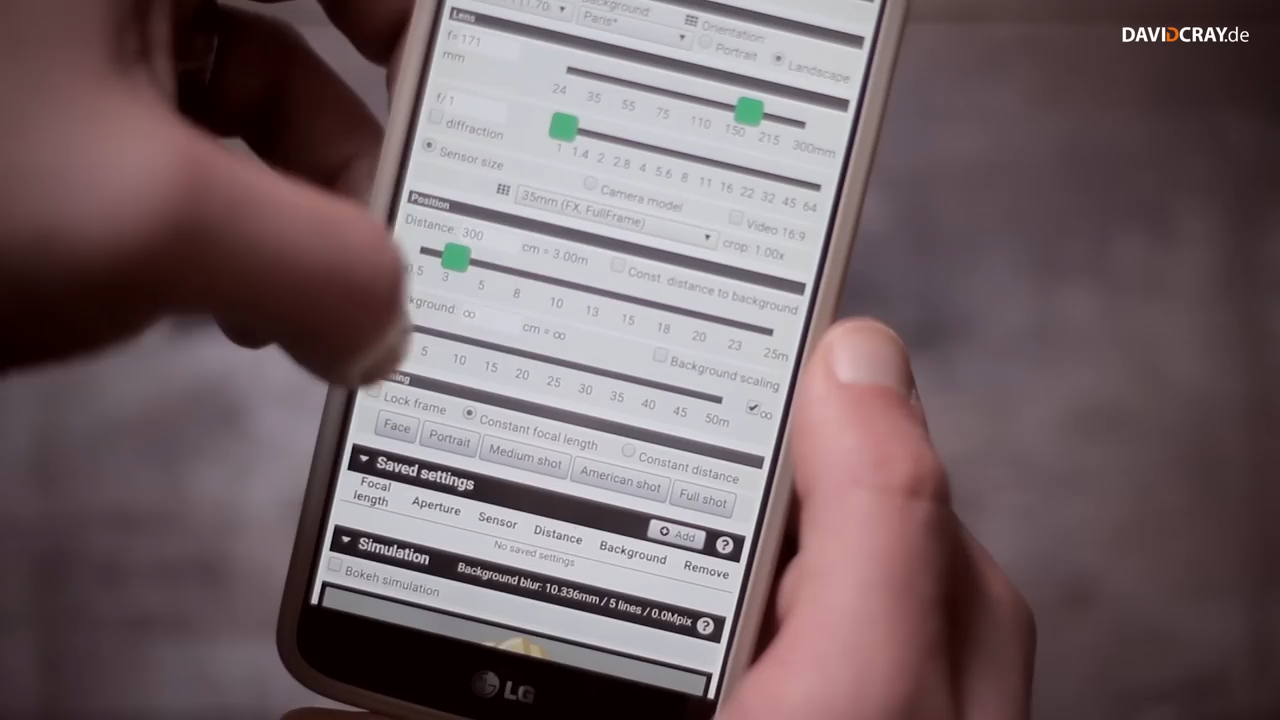 DAVIDCRAY.de
(1.70
Background:
Paris*
Orientation:
Portrait
Landscape
Lens
f= 171
mm
24 35 55 75 110 150 215 300mm
f/ 1
diffraction
1 1.4 2 2.8 4 5.6 8 11 16 22 32 45 64
Sensor size
Camera model
Video 16:9
35mm (FX, FullFrame)
crop: 1.00x
Position
Distance: 300
cm = 3.00m
Const. distance to background
0.5 3 5 8 10 13 15 18 20 23 25m
kground: ∞
cm = ∞
Background scaling
5 10 15 20 25 30 35 40 45 50m
∞
Lock frame
Constant focal length
Constant distance
Face
Portrait
Medium shot
American shot
Full shot
Saved settings
Add
?
Focal length
Aperture
Sensor
Distance
Background
Remove
No saved settings
Simulation
Background blur: 10.336mm / 5 lines / 0.0Mpix
?
Bokeh simulation
LG